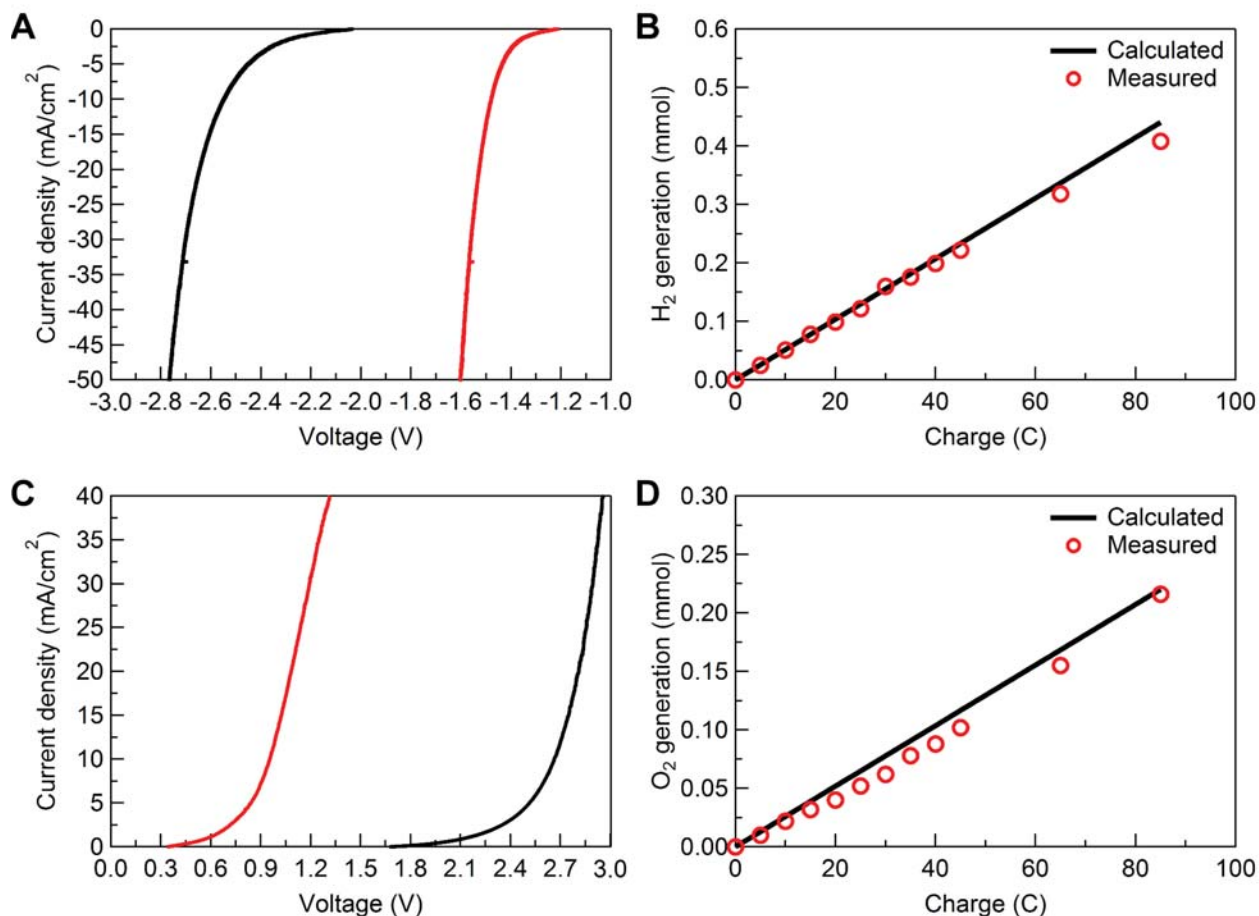 A
0
-5
-10
-15
-20
-25
-30
-35
-40
-45
-50
Current density (mA/cm2)
-3.0 -2.8 -2.6 -2.4 -2.2 -2.0 -1.8 -1.6 -1.4 -1.2 -1.0
Voltage (V)
B
0.6
0.5
0.4
0.3
0.2
0.1
0.0
H2 generation (mmol)
Calculated
Measured
0 20 40 60 80 100
Charge (C)
C
40
35
30
25
20
15
10
5
0
Current density (mA/cm2)
0.0 0.3 0.6 0.9 1.2 1.5 1.8 2.1 2.4 2.7 3.0
Voltage (V)
D
0.30
0.25
0.20
0.15
0.10
0.05
0.00
O2 generation (mmol)
Calculated
Measured
0 20 40 60 80 100
Charge (C)